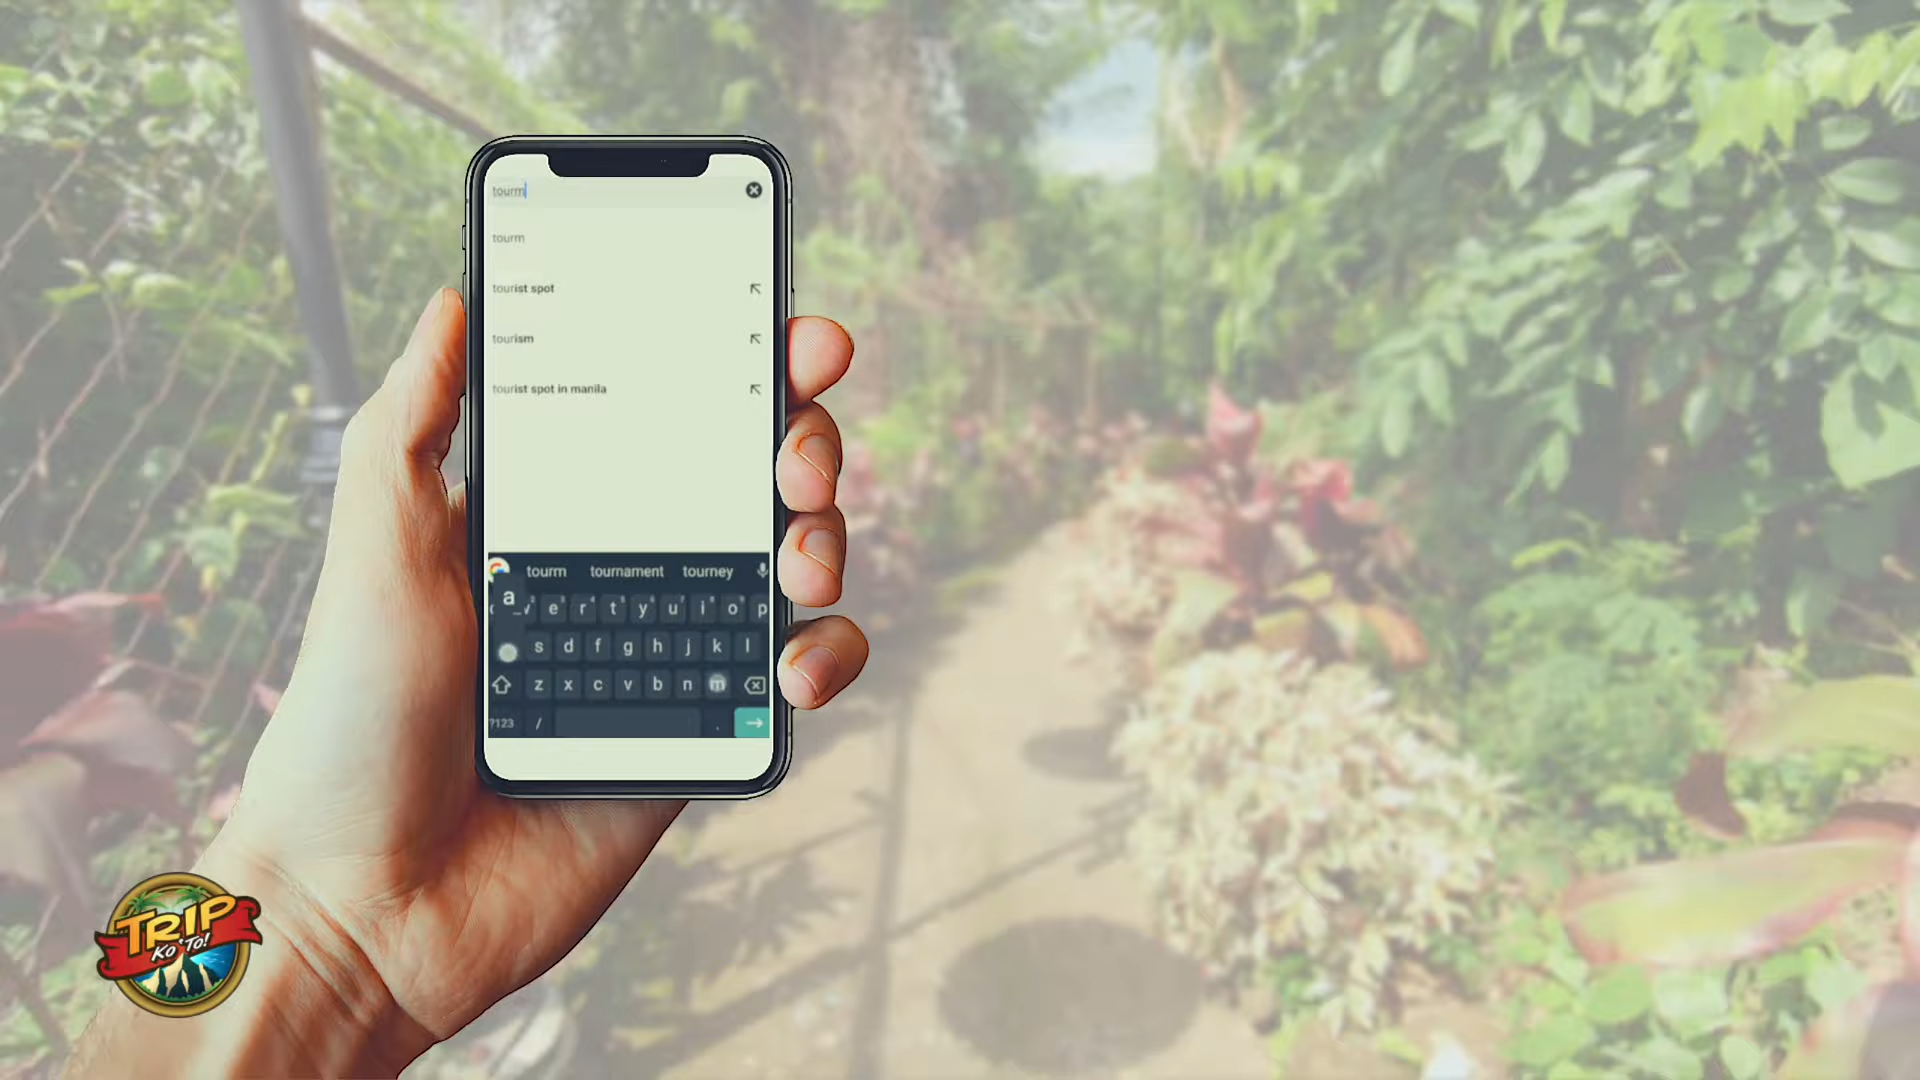 tourm
tourm
tourist spot
tourism
tourist spot in manila
tourm tournament tourney
a
e r t y u i o p
s d f g h j k l
z x c v b n m
?123 / .
TRIP
KO 'TO!